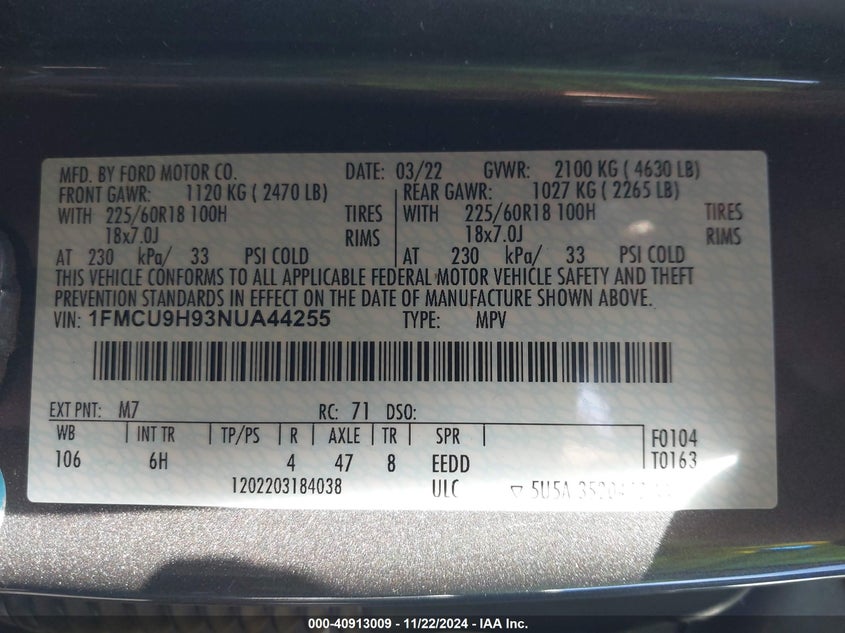 MFD. BY FORD MOTOR CO. DATE: 03/22 GVWR: 2100 KG ( 4630 LB)
FRONT GAWR: 1120 KG ( 2470 LB) REAR GAWR: 1027 KG ( 2265 LB)
WITH 225/60R18 100H TIRES WITH 225/60R18 100H TIRES
18x7.0J RIMS 18x7.0J RIMS
AT 230 kPa/ 33 PSI COLD AT 230 kPa/ 33 PSI COLD
THIS VEHICLE CONFORMS TO ALL APPLICABLE FEDERAL MOTOR VEHICLE SAFETY AND THEFT
PREVENTION STANDARDS IN EFFECT ON THE DATE OF MANUFACTURE SHOWN ABOVE.
VIN: 1FMCU9H93NUA44255 TYPE: MPV
EXT PNT: M7 RC: 71 DSO:
WB INT TR TP/PS R AXLE TR SPR F0104
106 6H 4 47 8 EEDD T0163
1202203184038 ULC ▽ 5U5A
000-40913009 - 11/22/2024 - IAA Inc.